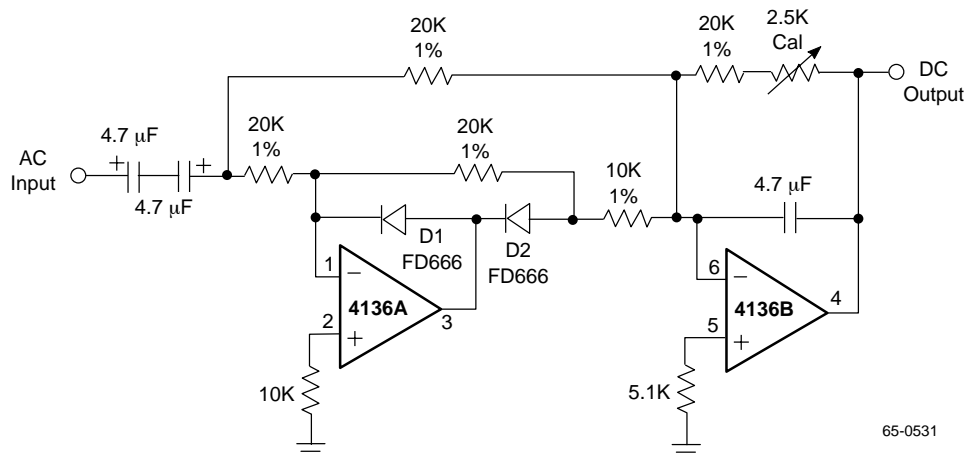 20K
1%
20K
1%
2.5K
Cal
DC
Output
4.7 μF
AC
Input
+
+
4.7 μF
20K
1%
20K
1%
10K
1%
4.7 μF
D1
FD666
D2
FD666
1
−
4136A
3
2
+
10K
6
−
4136B
4
5
+
5.1K
65-0531